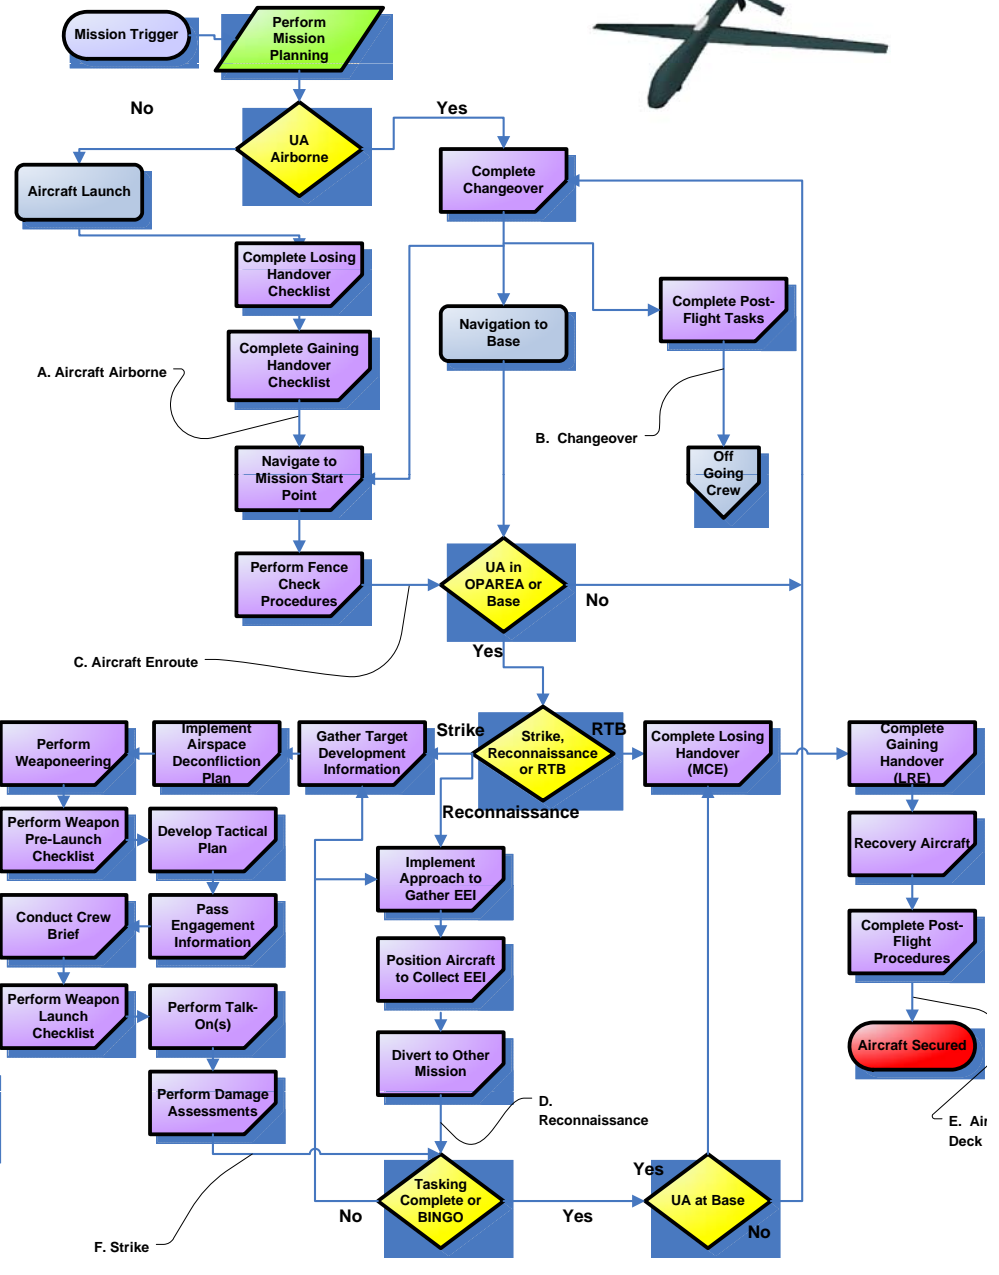 Mission Trigger
Perform
Mission
Planning
No
Yes
UA
Airborne
Aircraft Launch
Complete
Changeover
Complete Losing
Handover
Checklist
Complete Post-
Flight Tasks
Navigation to
Base
Complete Gaining
Handover
Checklist
A. Aircraft Airborne
B.  Changeover
Off
Going
Crew
Navigate to
Mission Start
Point
Perform Fence
Check
Procedures
UA in
OPAREA or
Base
No
Yes
C. Aircraft Enroute
Strike
RTB
Strike,
Reconnaissance
or RTB
Reconnaissance
Perform
Weaponeering
Implement
Airspace
Deconfliction
Plan
Gather Target
Development
Information
Complete Losing
Handover
(MCE)
Complete
Gaining
Handover
(LRE)
Perform Weapon
Pre-Launch
Checklist
Develop Tactical
Plan
Implement
Approach to
Gather EEI
Recovery Aircraft
Conduct Crew
Brief
Pass
Engagement
Information
Position Aircraft
to Collect EEI
Complete Post-
Flight
Procedures
Perform Weapon
Launch
Checklist
Perform Talk-
On(s)
Divert to Other
Mission
Aircraft Secured
Perform Damage
Assessments
D.
Reconnaissance
E.  Air
Deck
Tasking
Complete or
BINGO
No
Yes
Yes
UA at Base
No
F. Strike